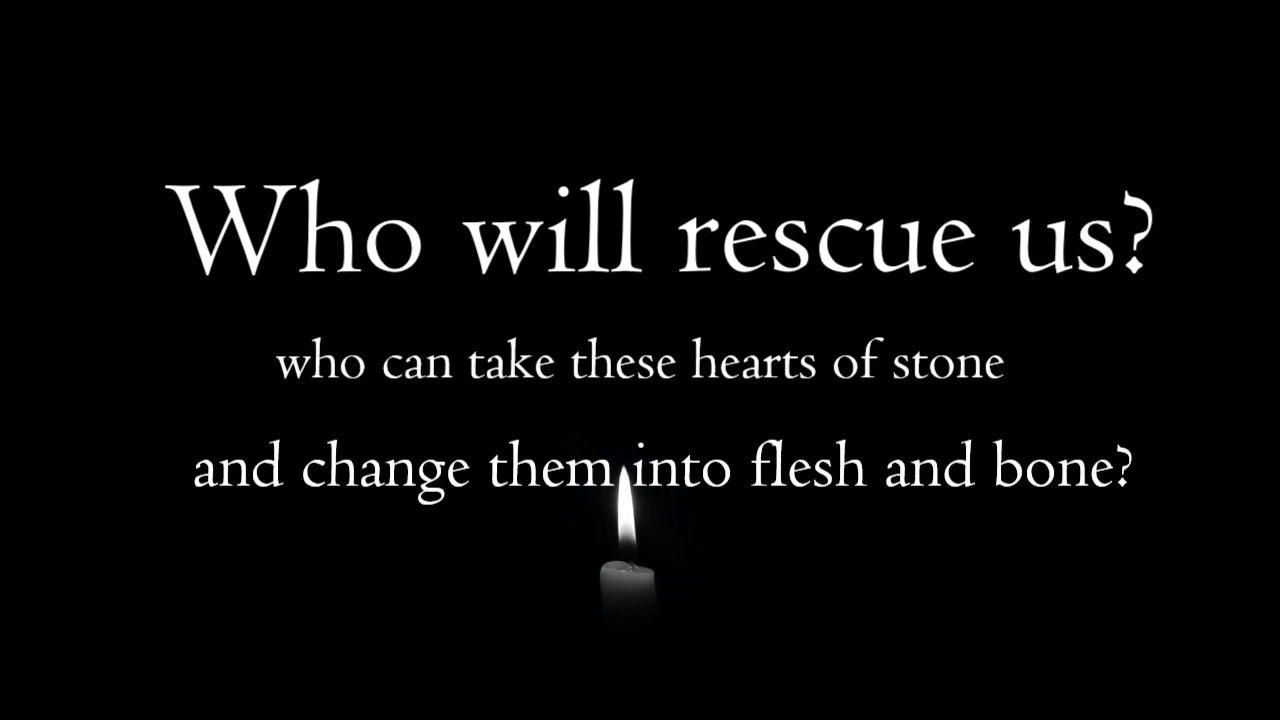 Who will rescue us?
who can take these hearts of stone
and change them into flesh and bone?